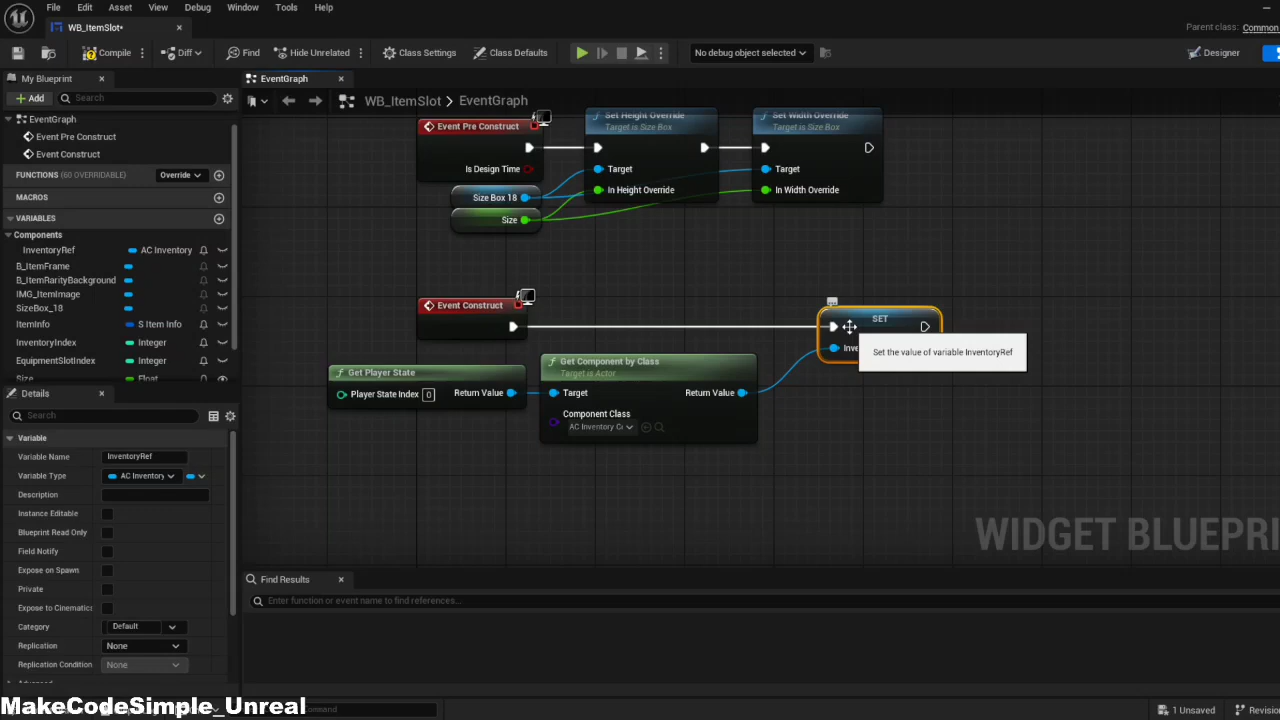 File Edit Asset View Debug Window Tools Help
WB_ItemSlot*
Parent class: Common
Compile Diff Find Hide Unrelated Class Settings Class Defaults No debug object selected Designer
My Blueprint
EventGraph
Add Search
WB_ItemSlot > EventGraph
EventGraph
Event Pre Construct
Event Construct
FUNCTIONS (60 OVERRIDABLE) Override
MACROS
VARIABLES
Components
InventoryRef AC Inventory
B_ItemFrame
B_ItemRarityBackground
IMG_ItemImage
SizeBox_18
ItemInfo S Item Info
InventoryIndex Integer
EquipmentSlotIndex Integer
Size Float
Details
Search
Variable
Variable Name InventoryRef
Variable Type AC Inventory
Description
Instance Editable
Blueprint Read Only
Field Notify
Expose on Spawn
Private
Expose to Cinematics
Category Default
Replication None
Replication Condition None
Event Pre Construct
Is Design Time
Set Height Override
Target is Size Box
Target
In Height Override
Set Width Override
Target is Size Box
Target
In Width Override
Size Box 18
Size
Event Construct
Get Player State
Player State Index 0 Return Value
Get Component by Class
Target is Actor
Target Return Value
Component Class
AC Inventory C
SET
Inve
Set the value of variable InventoryRef
WIDGET BLUEPRI
Find Results
Enter function or event name to find references...
MakeCodeSimple_Unreal
ommand
1 Unsaved Revisio